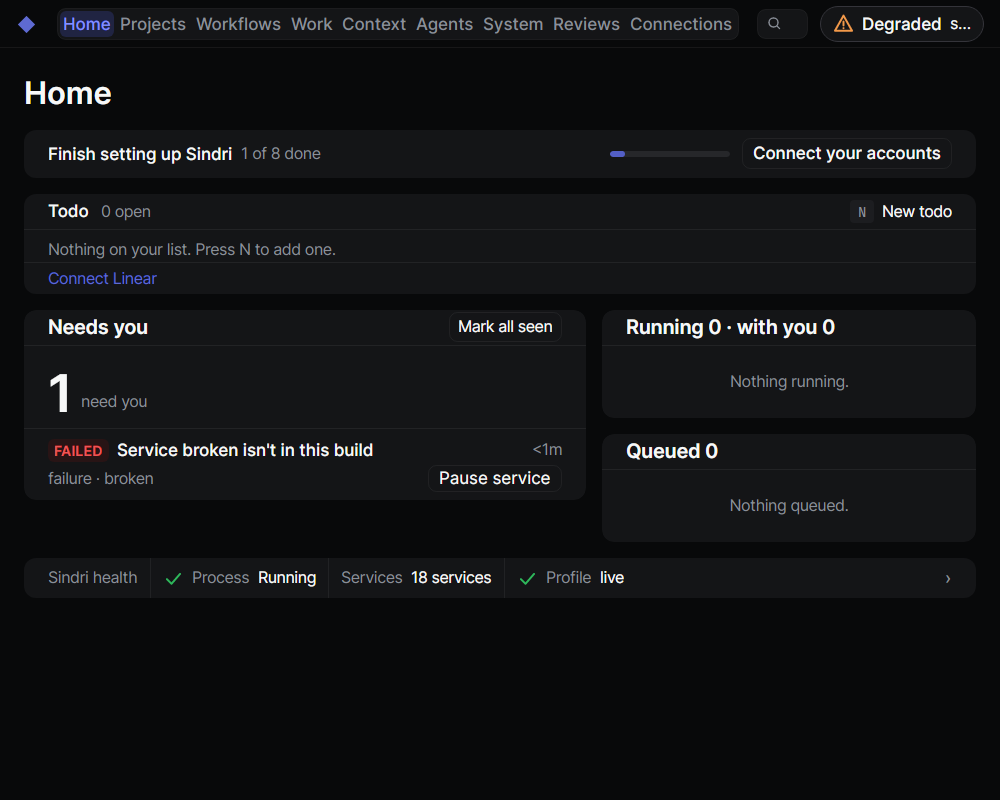 Home Projects Workflows Work Context Agents System Reviews Connections Degraded s...
Home
Finish setting up Sindri 1 of 8 done Connect your accounts
Todo 0 open N New todo
Nothing on your list. Press N to add one.
Connect Linear
Needs you Mark all seen
1 need you
FAILED Service broken isn't in this build <1m
failure · broken Pause service
Running 0 · with you 0
Nothing running.
Queued 0
Nothing queued.
Sindri health Process Running Services 18 services Profile live ›